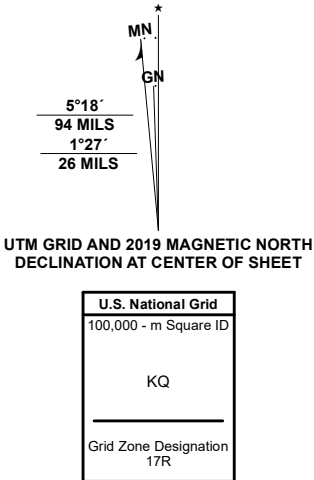 ★
MN
GN
5°18´
94 MILS
1°27´
26 MILS
UTM GRID AND 2019 MAGNETIC NORTH
DECLINATION AT CENTER OF SHEET
U.S. National Grid
100,000 - m Square ID
KQ
Grid Zone Designation
17R